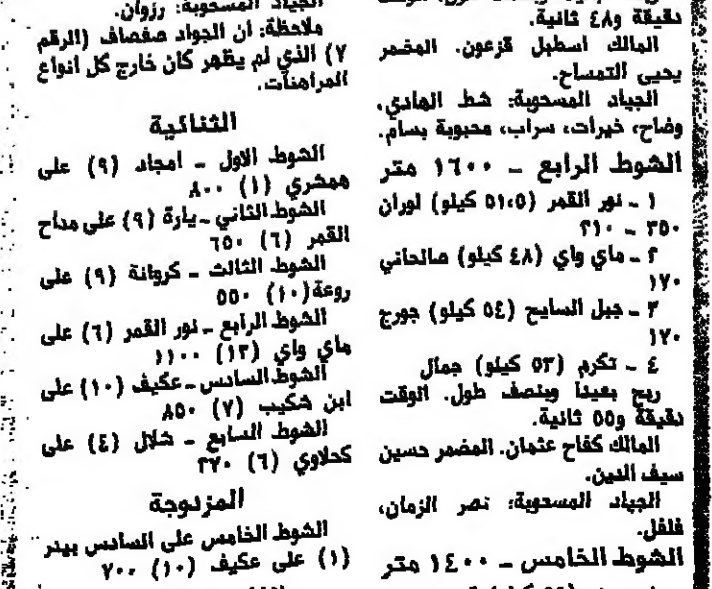 دقيقة و٤٨ ثانية.
المالك اسطبل قزعون. المضمر
يحيى التمساح.
الجياد المسحوبة: شط الهادي،
وضاح، خيرات، سراب، محبوبة بسام.
الشوط الرابع ـ ١٦٠٠ متر
١ ـ نور القمر (٥١،٥ كيلو) لوران
٣٥٠ ـ ٢١٠
٢ ـ ماي واي (٤٨ كيلو) صالحاني
١٧٠
٣ ـ جبل السايح (٥٤ كيلو) جورج
١٧٠
٤ ـ تكرم (٥٣ كيلو) جمال
ربح بعيدا وبنصف طول. الوقت
دقيقة و٥٥ ثانية.
المالك كفاح عثمان. المضمر حسين
سيف الدين.
الجياد المسحوبة: نصر الزمان،
فلفل.
الشوط الخامس ـ ١٤٠٠ متر
الجياد المسحوبة: رزوان.
ملاحظة: ان الجواد صفصاف (الرقم
٧) الذي لم يظهر كان خارج كل انواع
المراهنات.
الثنائية
الشوط الاول ـ امجاد (٩) على
همشري (١) ٨٠٠
الشوط الثاني ـ يارة (٩) على مداح
القمر (٦) ٦٥٠
الشوط الثالث ـ كروانة (٩) على
روعة (١٠) ٥٥٠
الشوط الرابع ـ نور القمر (٦) على
ماي واي (١٣) ١١٠٠
الشوط السادس ـ عكيف (١٠) على
ابن شكيب (٧) ٨٥٠
الشوط السابع ـ شلال (٤) على
كحلاوي (٦) ٢٧٠
المزدوجة
الشوط الخامس على السادس بيدر
(١) على عكيف (١٠) ٧٠٠